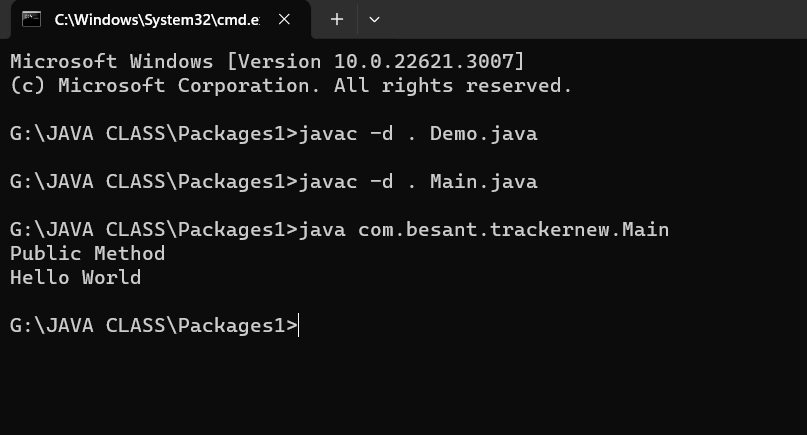 C:\Windows\System32\cmd.e
Microsoft Windows [Version 10.0.22621.3007]
(c) Microsoft Corporation. All rights reserved.
G:\JAVA CLASS\Packages1>javac -d . Demo.java
G:\JAVA CLASS\Packages1>javac -d . Main.java
G:\JAVA CLASS\Packages1>java com.besant.trackernew.Main
Public Method
Hello World
G:\JAVA CLASS\Packages1>